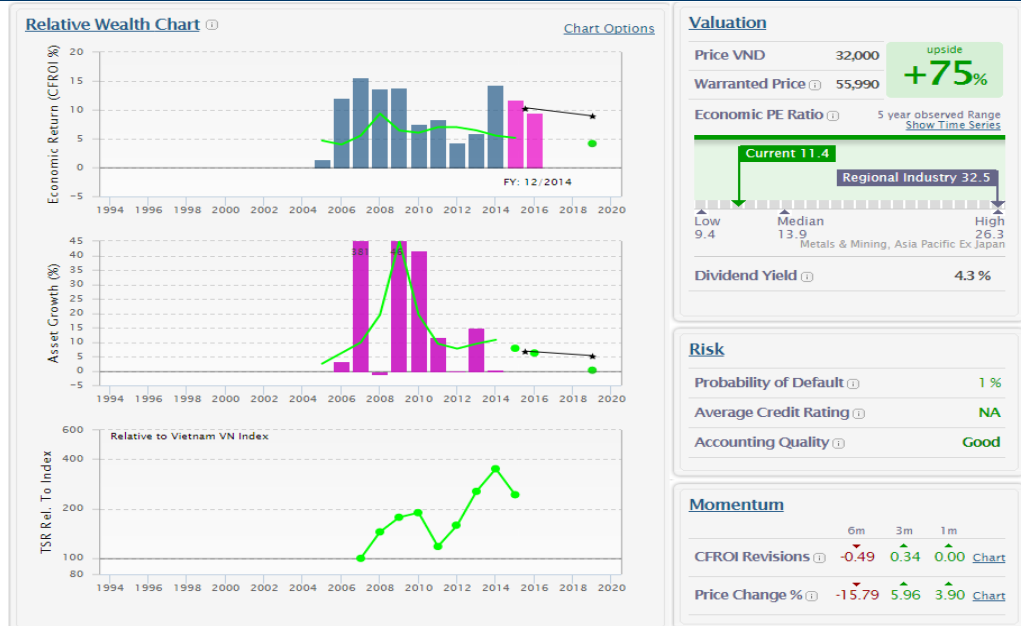 Relative Wealth Chart
Chart Options
Economic Return (CFROI %)
20
15
10
5
0
-5
FY: 12/2014
1994 1996 1998 2000 2002 2004 2006 2008 2010 2012 2014 2016 2018 2020
Asset Growth (%)
45
40
35
30
25
20
15
10
5
0
-5
381
46
1994 1996 1998 2000 2002 2004 2006 2008 2010 2012 2014 2016 2018 2020
TSR Rel. To Index
600
400
200
100
80
Relative to Vietnam VN Index
1994 1996 1998 2000 2002 2004 2006 2008 2010 2012 2014 2016 2018 2020
Valuation
Price VND 32,000
Warranted Price 55,990
upside
+75%
Economic PE Ratio
5 year observed Range
Show Time Series
Current 11.4
Regional Industry 32.5
Low Median High
9.4 13.9 26.3
Metals & Mining, Asia Pacific Ex Japan
Dividend Yield 4.3 %
Risk
Probability of Default 1 %
Average Credit Rating NA
Accounting Quality Good
Momentum
6m 3m 1m
CFROI Revisions -0.49 0.34 0.00 Chart
Price Change % -15.79 5.96 3.90 Chart